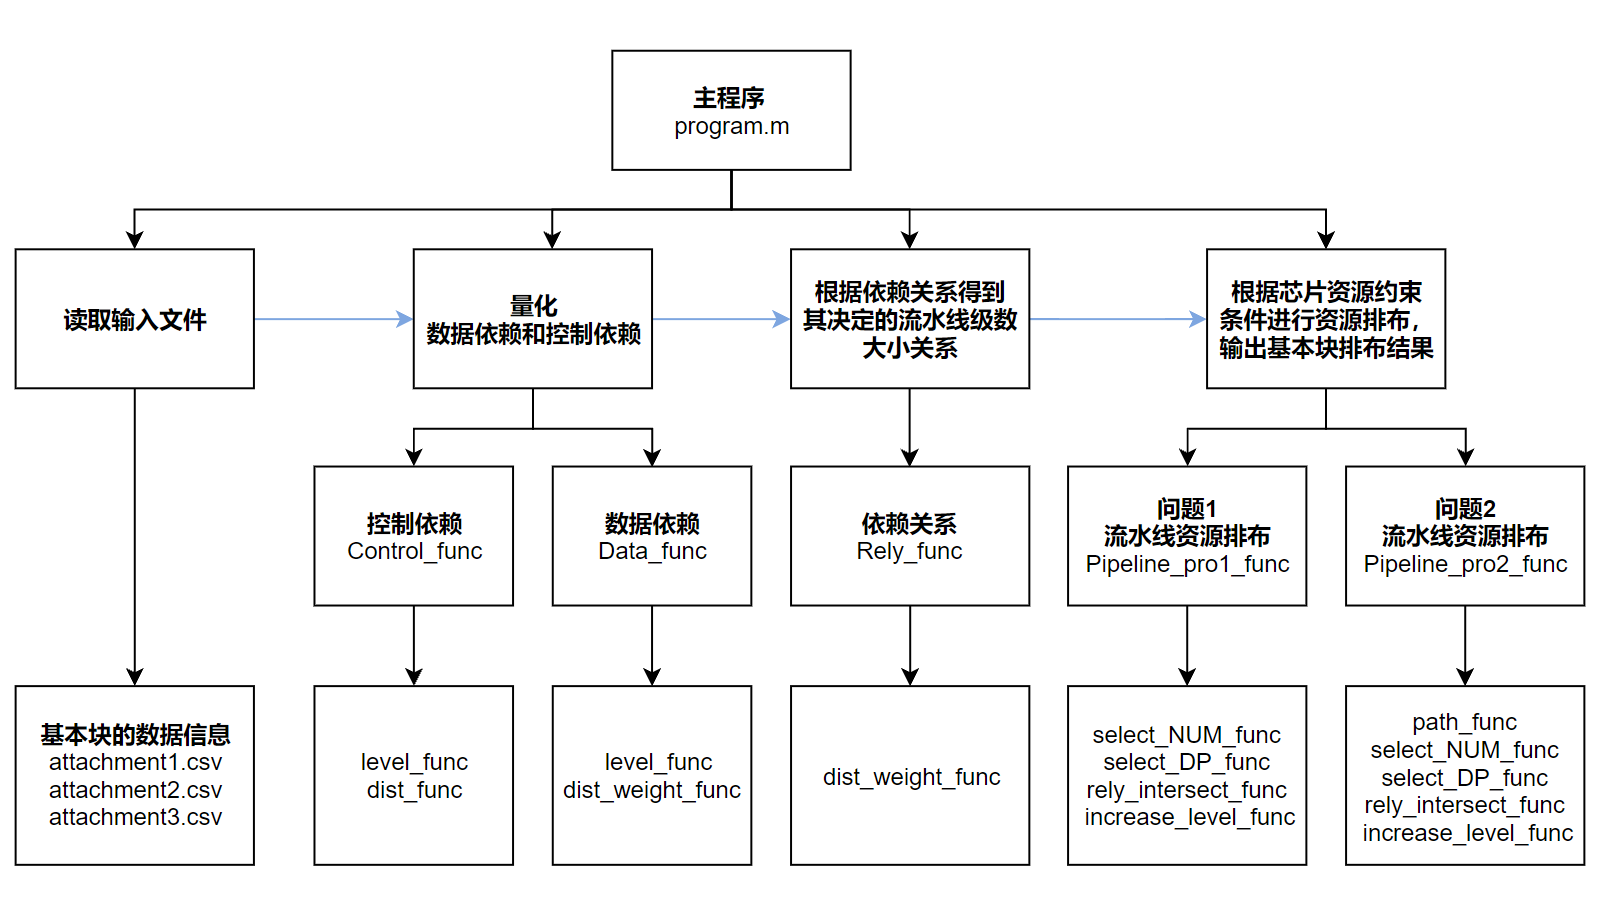 主程序
program.m
读取输入文件
量化
数据依赖和控制依赖
根据依赖关系得到
其决定的流水线级数
大小关系
根据芯片资源约束
条件进行资源排布，
输出基本块排布结果
控制依赖
Control_func
数据依赖
Data_func
依赖关系
Rely_func
问题1
流水线资源排布
Pipeline_pro1_func
问题2
流水线资源排布
Pipeline_pro2_func
基本块的数据信息
attachment1.csv
attachment2.csv
attachment3.csv
level_func
dist_func
level_func
dist_weight_func
dist_weight_func
select_NUM_func
select_DP_func
rely_intersect_func
increase_level_func
path_func
select_NUM_func
select_DP_func
rely_intersect_func
increase_level_func